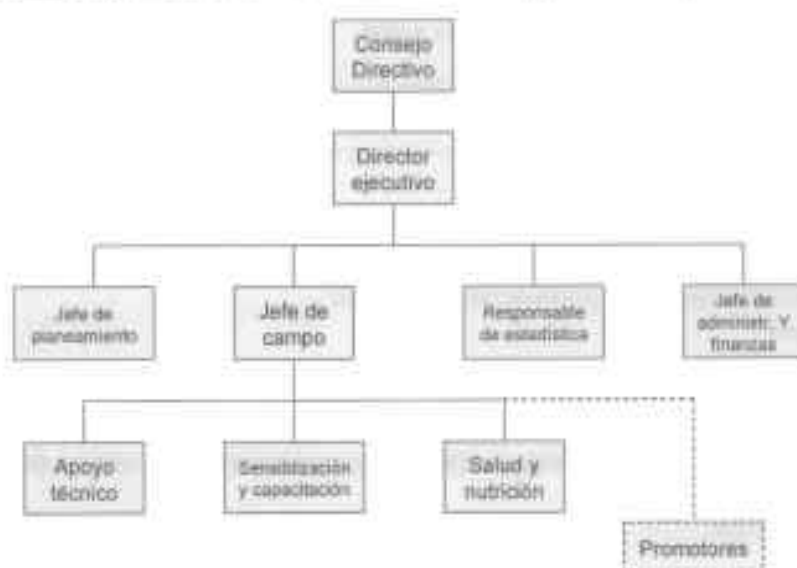 Consejo
Directivo
Director
ejecutivo
Jefe de
planeamiento
Jefe de
campo
Responsable
de estadística
Jefe de
administr. Y
finanzas
Apoyo
técnico
Sensibilización
y capacitación
Salud y
nutrición
Promotores